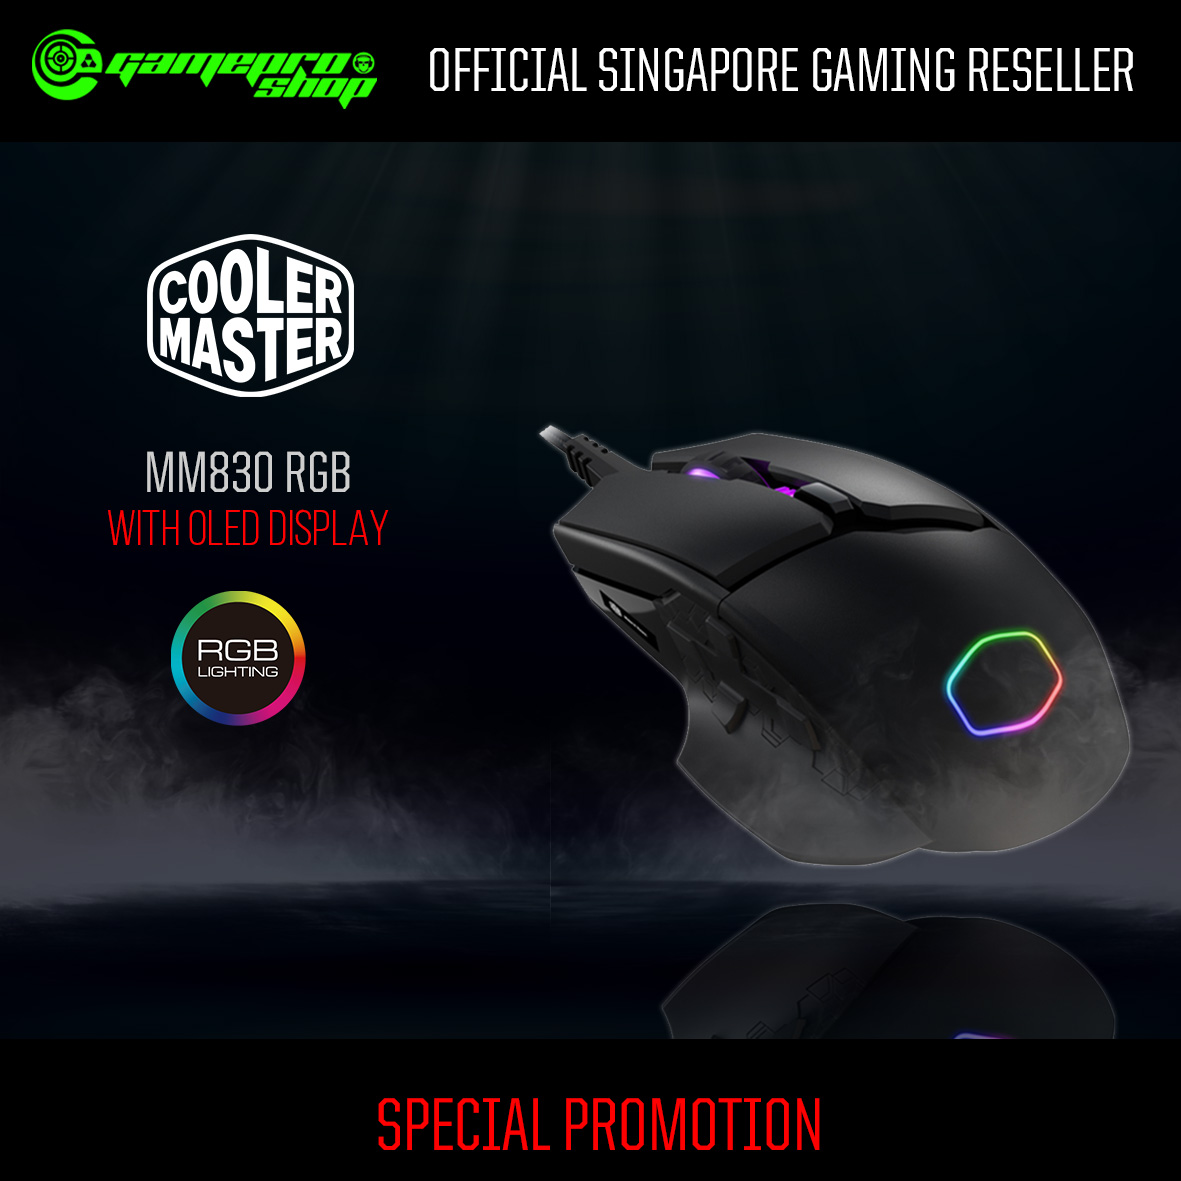 gamepro
shop
OFFICIAL SINGAPORE GAMING RESELLER
COOLER
MASTER
MM830 RGB
WITH OLED DISPLAY
RGB
LIGHTING
SPECIAL PROMOTION